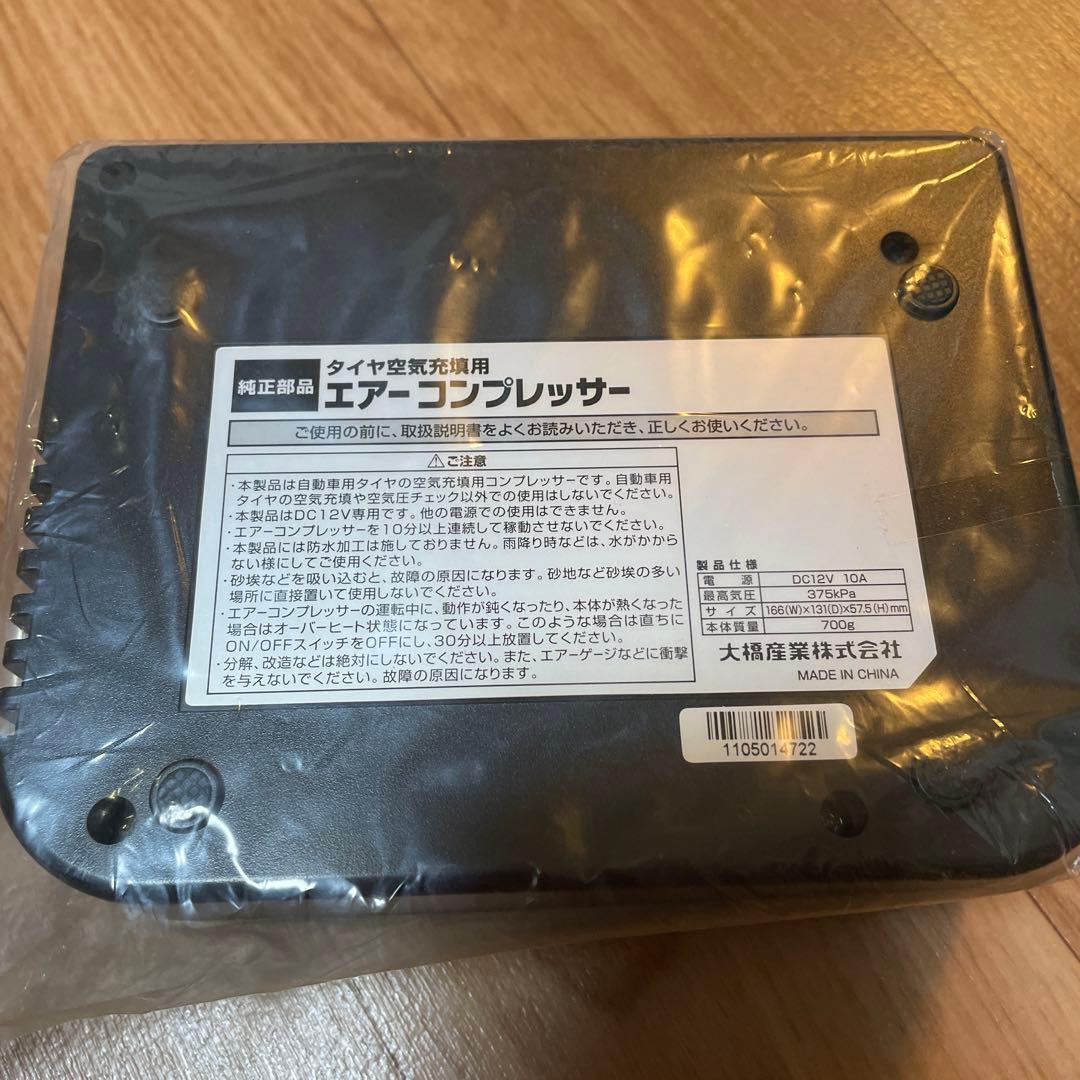 純正部品
タイヤ空気充填用
エアーコンプレッサー
ご使用の前に、取扱説明書をよくお読みいただき、正しくお使いください。
⚠ご注意
・本製品は自動車用タイヤの空気充填用コンプレッサーです。自動車用
タイヤの空気充填や空気圧チェック以外での使用はしないでください。
・本製品はDC12V専用です。他の電源での使用はできません。
・エアーコンプレッサーを10分以上連続して稼動させないでください。
・本製品には防水加工は施しておりません。雨降り時などは、水がかから
ない様にしてご使用ください。
・砂埃などを吸い込むと、故障の原因になります。砂地など砂埃の多い
場所に直接置いて使用しないでください。
・エアーコンプレッサーの運転中に、動作が鈍くなったり、本体が熱くなった
場合はオーバーヒート状態になっています。このような場合は直ちに
ON/OFFスイッチをOFFにし、30分以上放置してください。
・分解、改造などは絶対にしないでください。また、エアーゲージなどに衝撃
を与えないでください。故障の原因になります。
製品仕様
電源 DC12V 10A
最高気圧 375kPa
サイズ 166(W)×131(D)×57.5(H)mm
本体質量 700g
大橋産業株式会社
MADE IN CHINA
1105014722